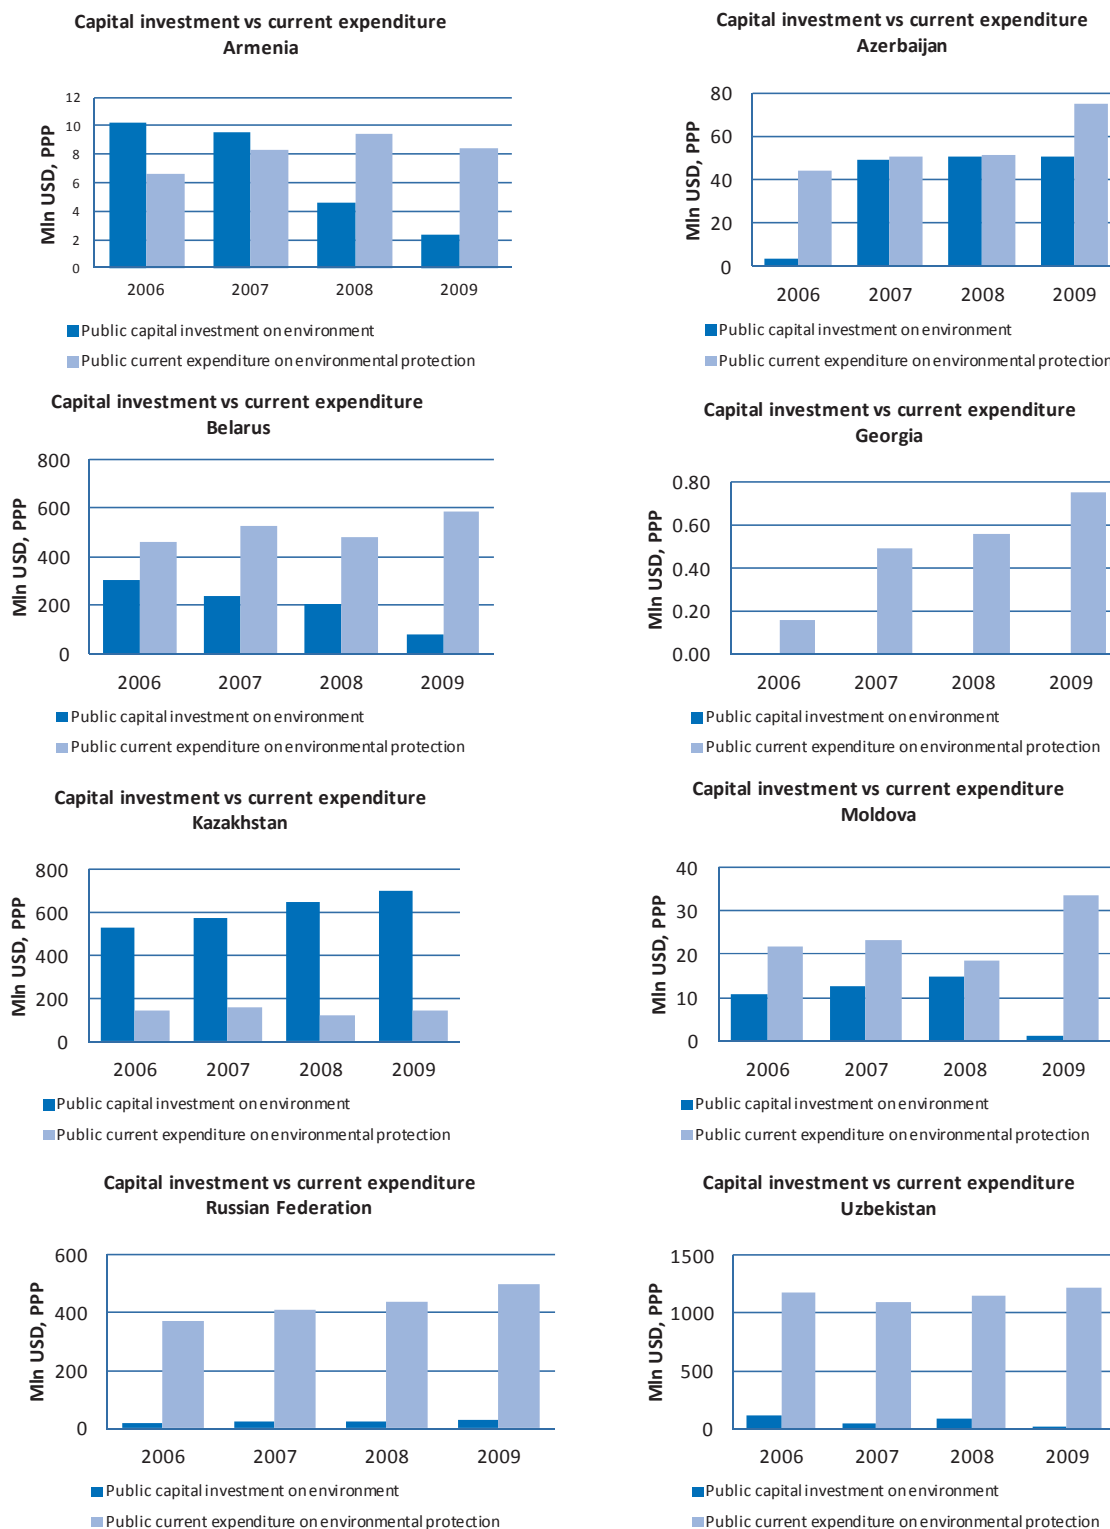 Capital investment vs current expenditure
Armenia
Mln USD, PPP
12
10
8
6
4
2
0
2006 2007 2008 2009
Public capital investment on environment
Public current expenditure on environmental protection
Capital investment vs current expenditure
Azerbaijan
Mln USD, PPP
80
60
40
20
0
2006 2007 2008 2009
Public capital investment on environment
Public current expenditure on environmental protection
Capital investment vs current expenditure
Belarus
Mln USD, PPP
800
600
400
200
0
2006 2007 2008 2009
Public capital investment on environment
Public current expenditure on environmental protection
Capital investment vs current expenditure
Georgia
Mln USD, PPP
0.80
0.60
0.40
0.20
0.00
2006 2007 2008 2009
Public capital investment on environment
Public current expenditure on environmental protection
Capital investment vs current expenditure
Kazakhstan
Mln USD, PPP
800
600
400
200
0
2006 2007 2008 2009
Public capital investment on environment
Public current expenditure on environmental protection
Capital investment vs current expenditure
Moldova
Mln USD, PPP
40
30
20
10
0
2006 2007 2008 2009
Public capital investment on environment
Public current expenditure on environmental protection
Capital investment vs current expenditure
Russian Federation
Mln USD, PPP
600
400
200
0
2006 2007 2008 2009
Public capital investment on environment
Public current expenditure on environmental protection
Capital investment vs current expenditure
Uzbekistan
Mln USD, PPP
1500
1000
500
0
2006 2007 2008 2009
Public capital investment on environment
Public current expenditure on environmental protection